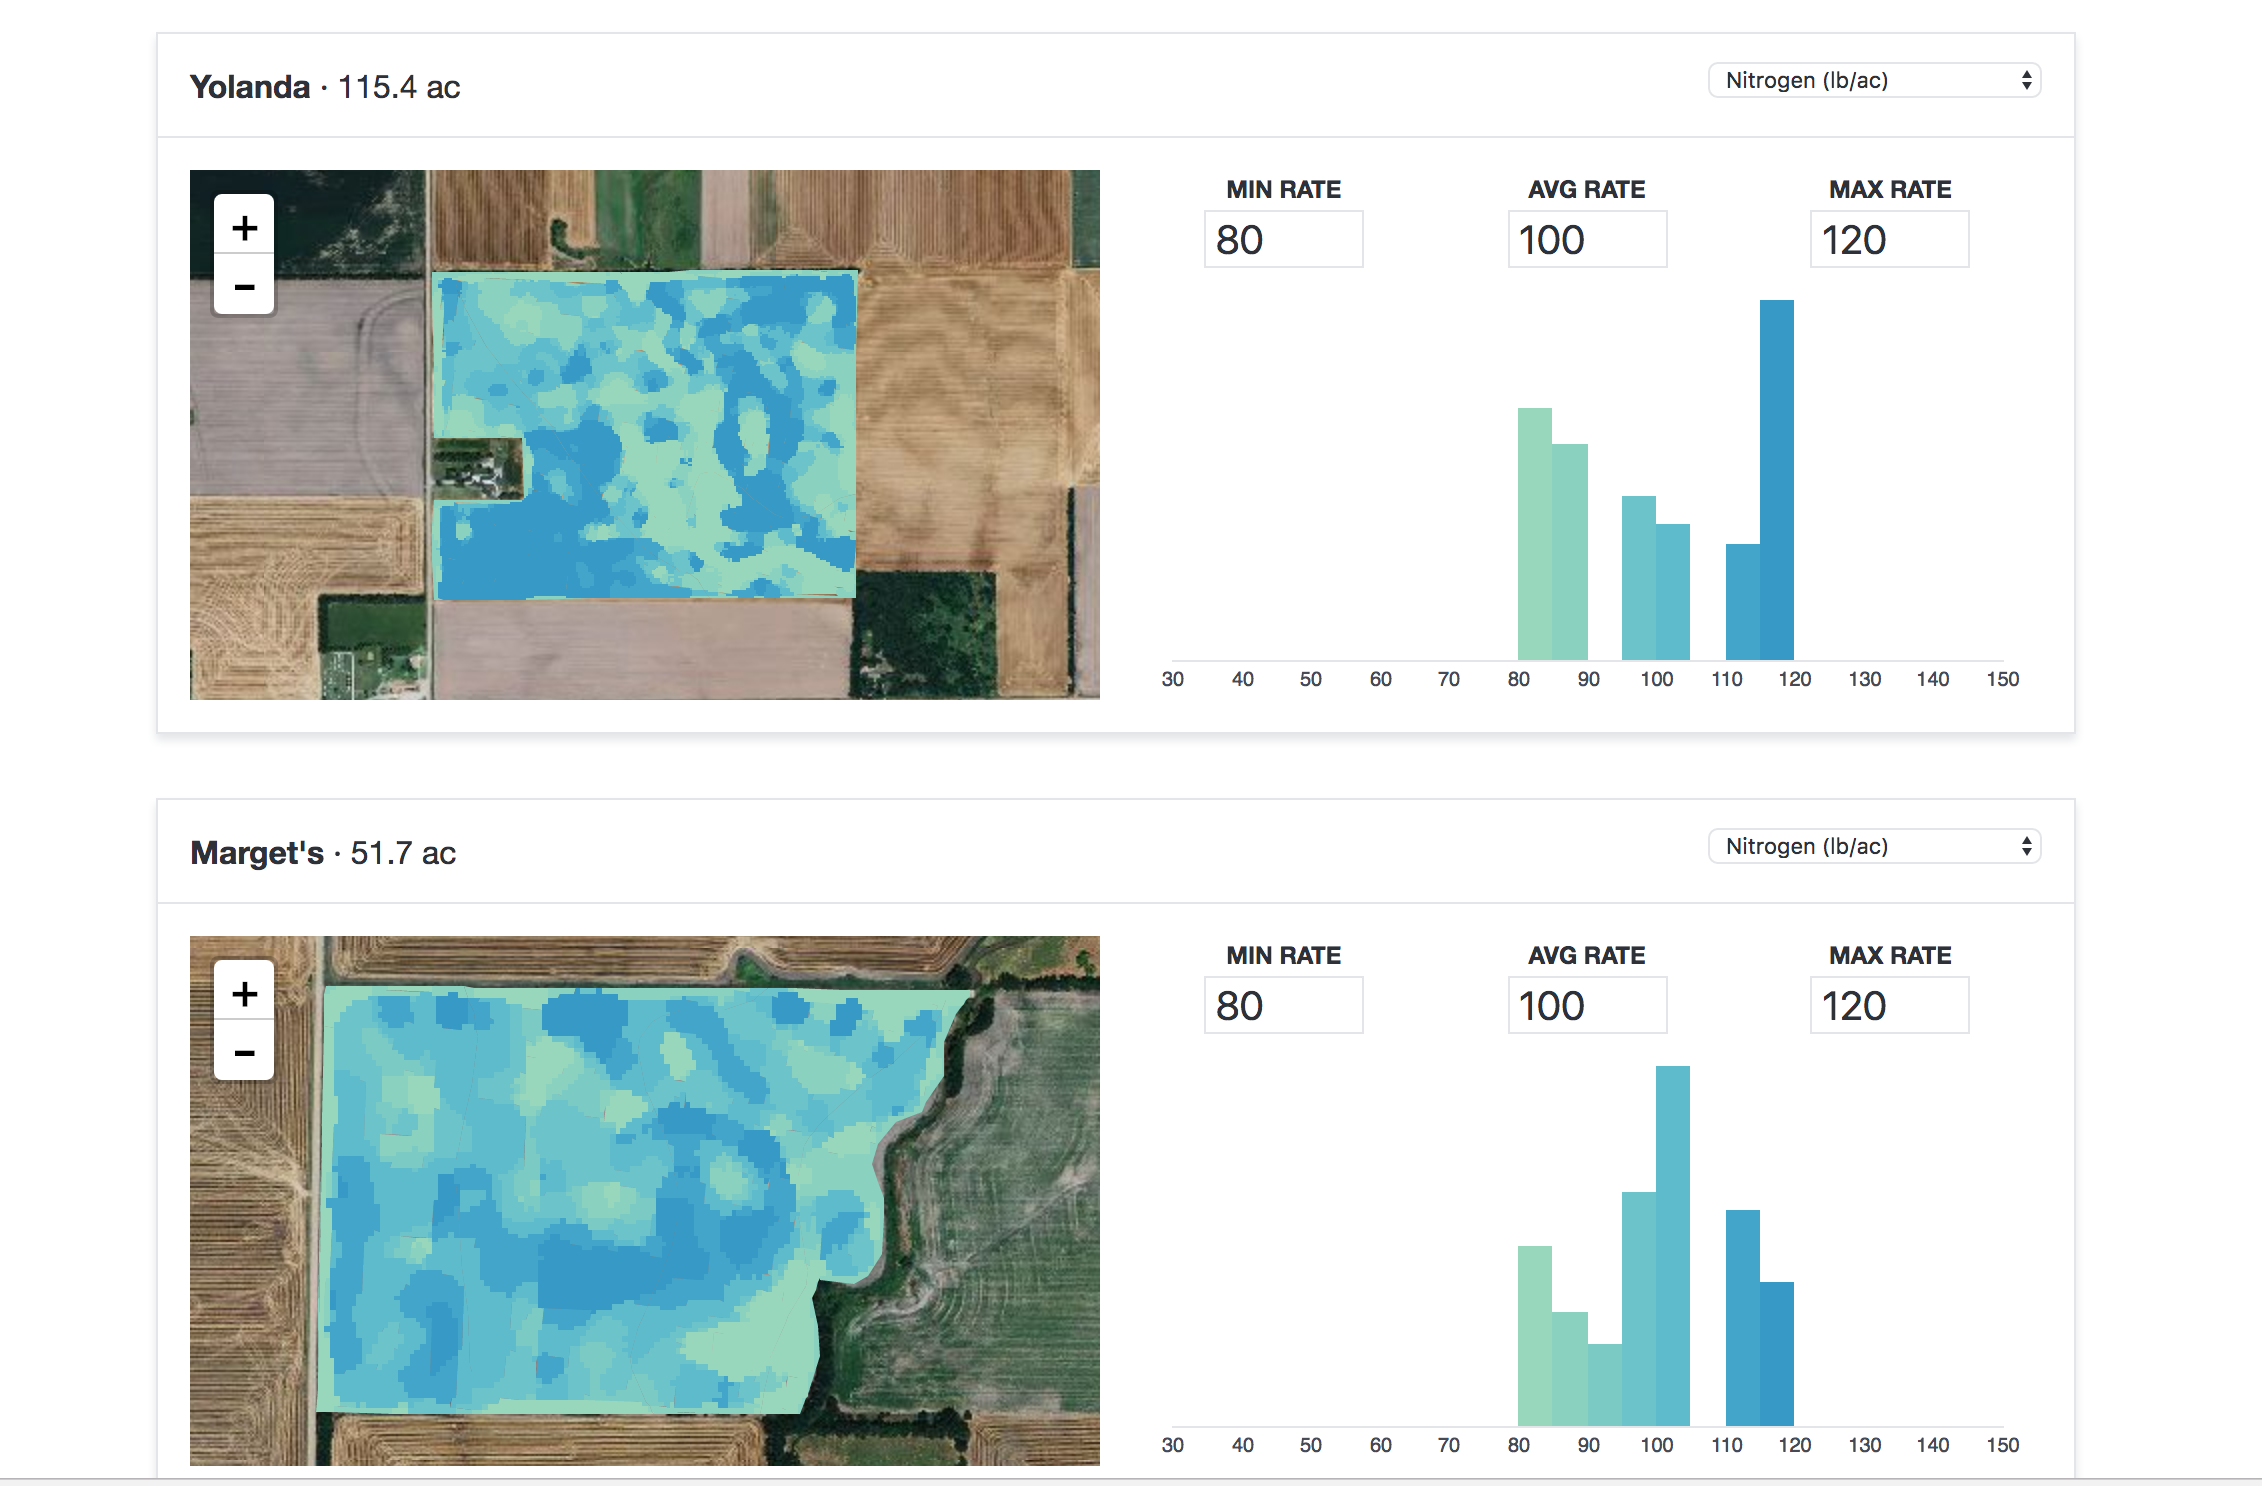 Yolanda · 115.4 ac
Nitrogen (lb/ac)
+
−
MIN RATE AVG RATE MAX RATE
80 100 120
30 40 50 60 70 80 90 100 110 120 130 140 150
Marget's · 51.7 ac
Nitrogen (lb/ac)
+
−
MIN RATE AVG RATE MAX RATE
80 100 120
30 40 50 60 70 80 90 100 110 120 130 140 150